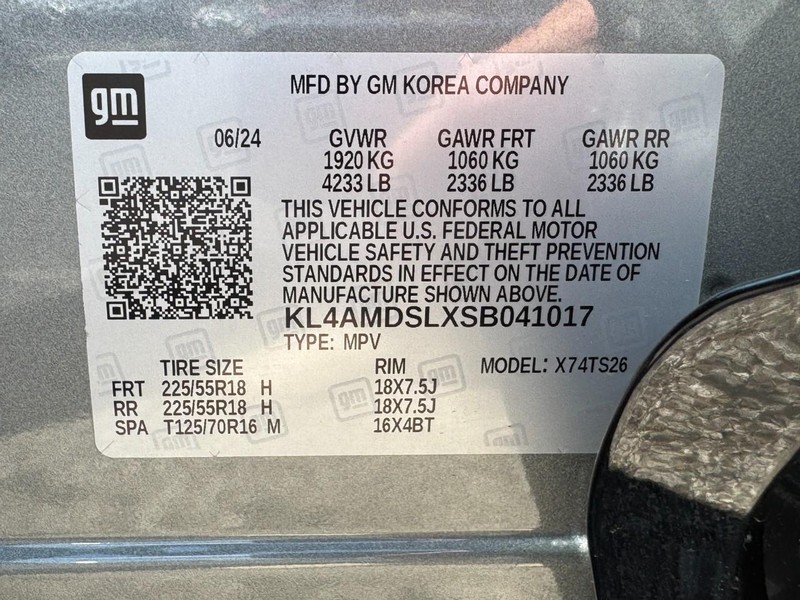 gm
MFD BY GM KOREA COMPANY
06/24 GVWR GAWR FRT GAWR RR
1920 KG 1060 KG 1060 KG
4233 LB 2336 LB 2336 LB
THIS VEHICLE CONFORMS TO ALL
APPLICABLE U.S. FEDERAL MOTOR
VEHICLE SAFETY AND THEFT PREVENTION
STANDARDS IN EFFECT ON THE DATE OF
MANUFACTURE SHOWN ABOVE.
KL4AMDSLXSB041017
TYPE: MPV
TIRE SIZE RIM MODEL: X74TS26
FRT 225/55R18 H 18X7.5J
RR 225/55R18 H 18X7.5J
SPA T125/70R16 M 16X4BT